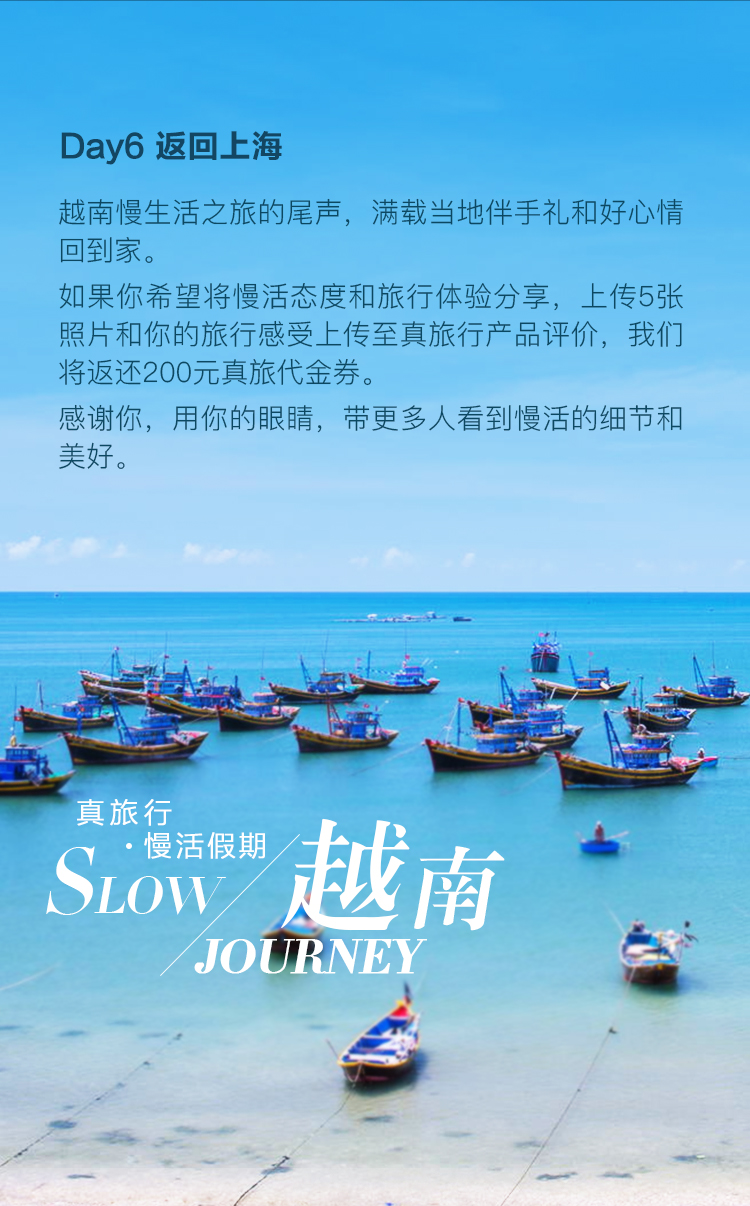 Day6 返回上海
越南慢生活之旅的尾声，满载当地伴手礼和好心情
回到家。
如果你希望将慢活态度和旅行体验分享，上传5张
照片和你的旅行感受上传至真旅行产品评价，我们
将返还200元真旅代金券。
感谢你，用你的眼睛，带更多人看到慢活的细节和
美好。
真旅行
·慢活假期
SLOW
越南
JOURNEY